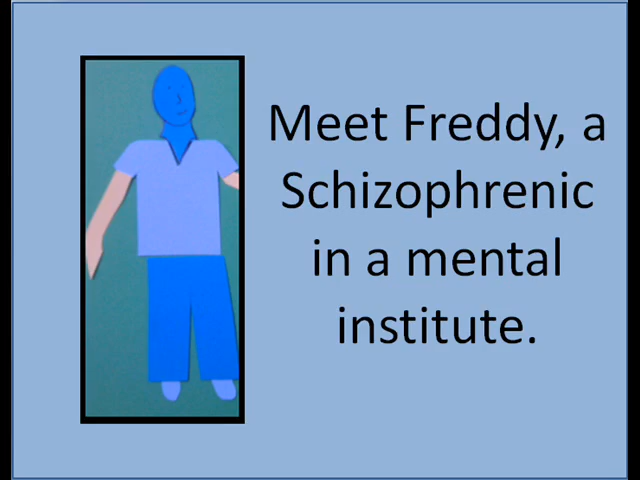 Meet Freddy, a
Schizophrenic
in a mental
institute.